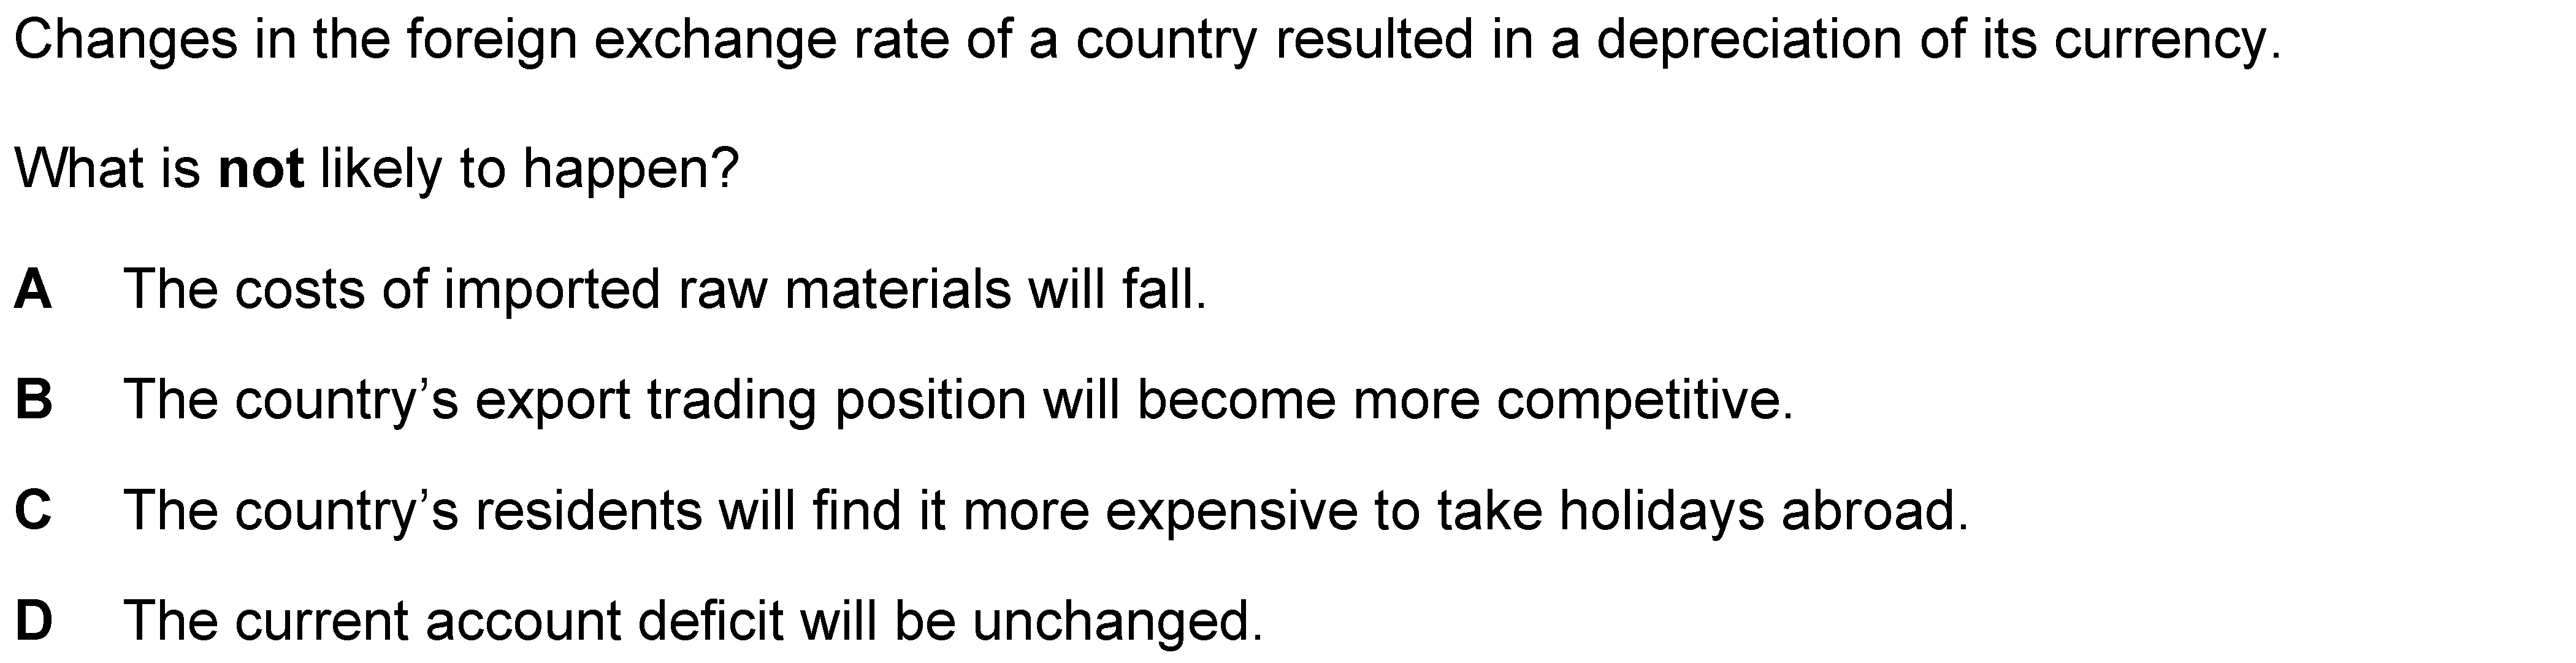 Changes in the foreign exchange rate of a country resulted in a depreciation of its currency.
What is not likely to happen?
A The costs of imported raw materials will fall.
B The country’s export trading position will become more competitive.
C The country’s residents will find it more expensive to take holidays abroad.
D The current account deficit will be unchanged.